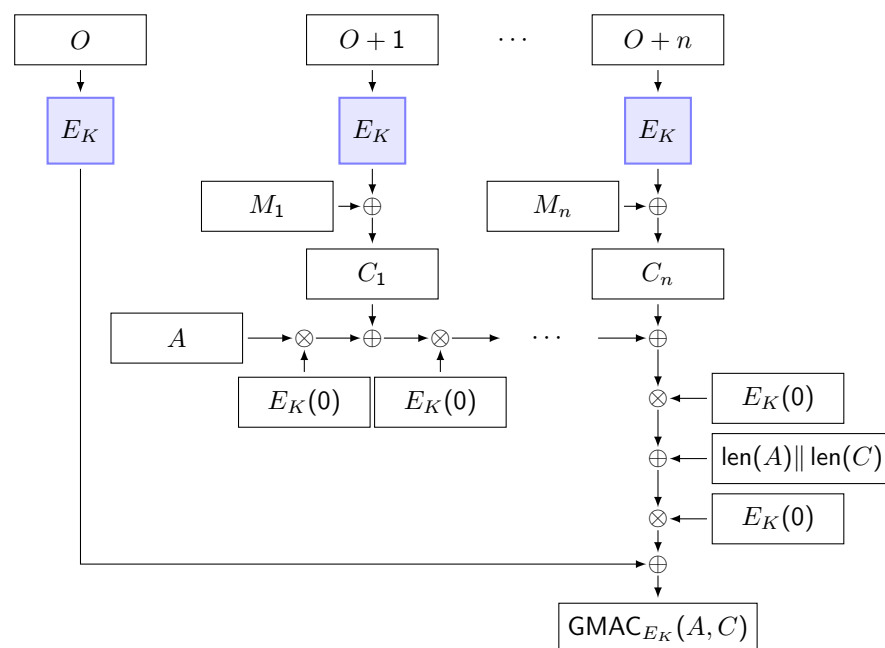 O O + 1 ⋯ O + n
E_K E_K E_K
M_1 ⊕ M_n ⊕
C_1 C_n
A ⊗ ⊕ ⊗ ⋯ ⊕
E_K(0) E_K(0)
⊗ E_K(0)
⊕ len(A)‖ len(C)
⊗ E_K(0)
⊕
GMAC_{E_K}(A, C)